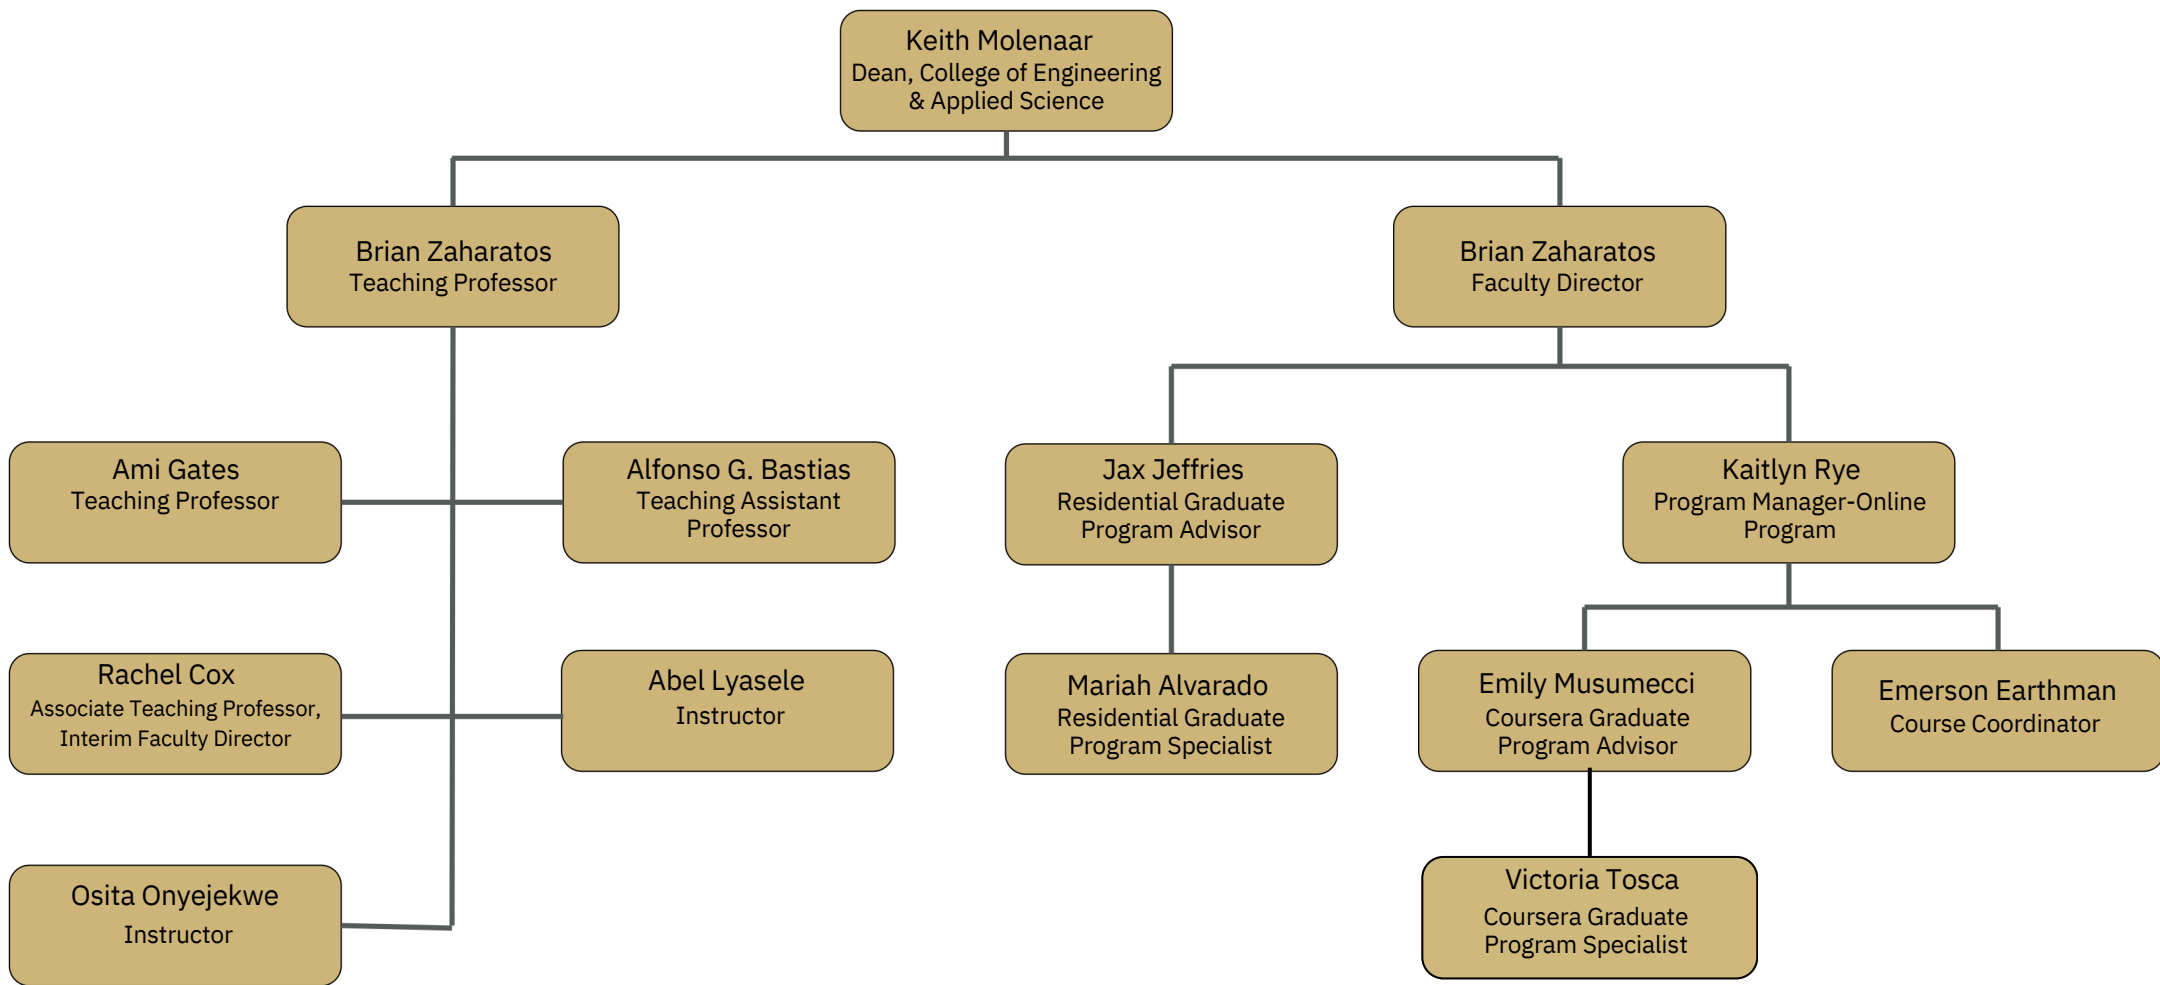 Keith Molenaar
Dean, College of Engineering
& Applied Science
Brian Zaharatos
Teaching Professor
Brian Zaharatos
Faculty Director
Ami Gates
Teaching Professor
Alfonso G. Bastias
Teaching Assistant
Professor
Jax Jeffries
Residential Graduate
Program Advisor
Kaitlyn Rye
Program Manager-Online
Program
Rachel Cox
Associate Teaching Professor,
Interim Faculty Director
Abel Lyasele
Instructor
Mariah Alvarado
Residential Graduate
Program Specialist
Emily Musumecci
Coursera Graduate
Program Advisor
Emerson Earthman
Course Coordinator
Osita Onyejekwe
Instructor
Victoria Tosca
Coursera Graduate
Program Specialist